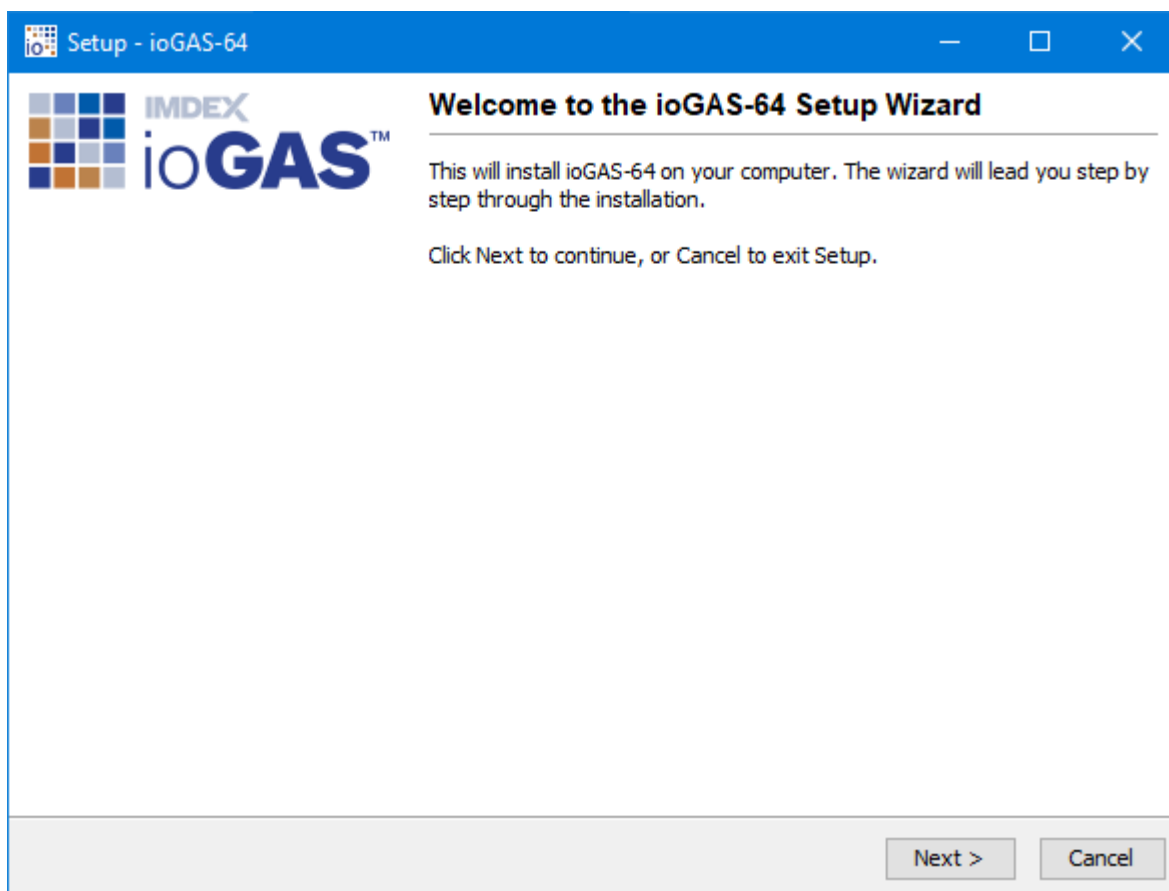 io
Setup - ioGAS-64
IMDEX
ioGAS™
Welcome to the ioGAS-64 Setup Wizard
This will install ioGAS-64 on your computer. The wizard will lead you step by
step through the installation.
Click Next to continue, or Cancel to exit Setup.
Next >
Cancel